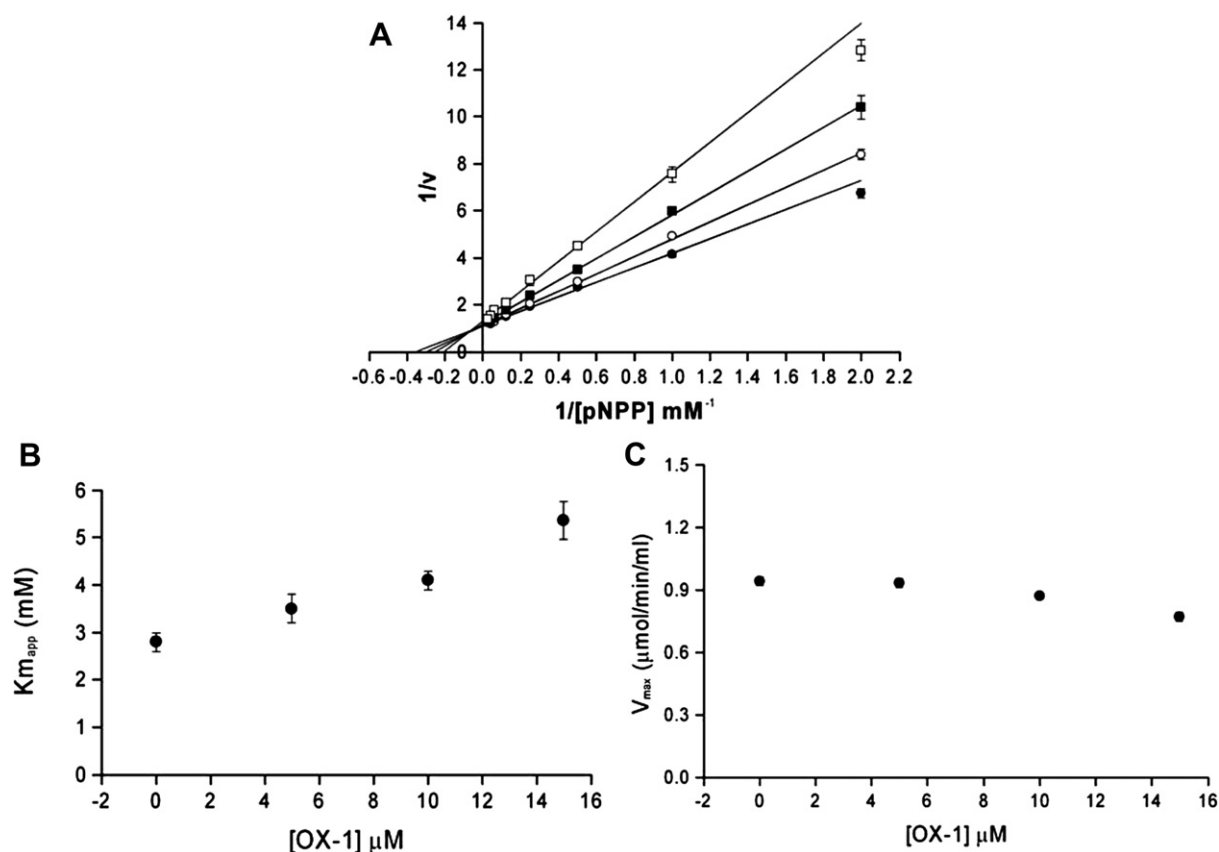 A
14
12
10
8
6
4
2
0
1/v
-0.6 -0.4 -0.2 0.0 0.2 0.4 0.6 0.8 1.0 1.2 1.4 1.6 1.8 2.0 2.2
1/[pNPP] mM⁻¹
B
6
5
4
3
2
1
0
Km_app (mM)
-2 0 2 4 6 8 10 12 14 16
[OX-1] μM
C
1.5
1.2
0.9
0.6
0.3
0.0
V_max (μmol/min/ml)
-2 0 2 4 6 8 10 12 14 16
[OX-1] μM